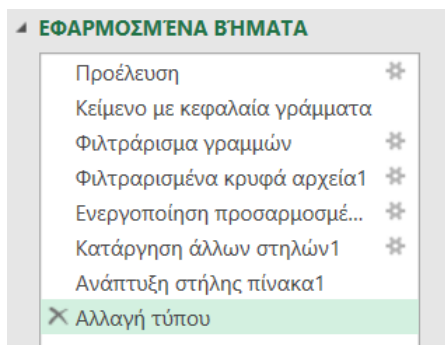 ΕΦΑΡΜΟΣΜΈΝΑ ΒΉΜΑΤΑ
Προέλευση
Κείμενο με κεφαλαία γράμματα
Φιλτράρισμα γραμμών
Φιλτραρισμένα κρυφά αρχεία1
Ενεργοποίηση προσαρμοσμέ...
Κατάργηση άλλων στηλών1
Ανάπτυξη στήλης πίνακα1
Αλλαγή τύπου